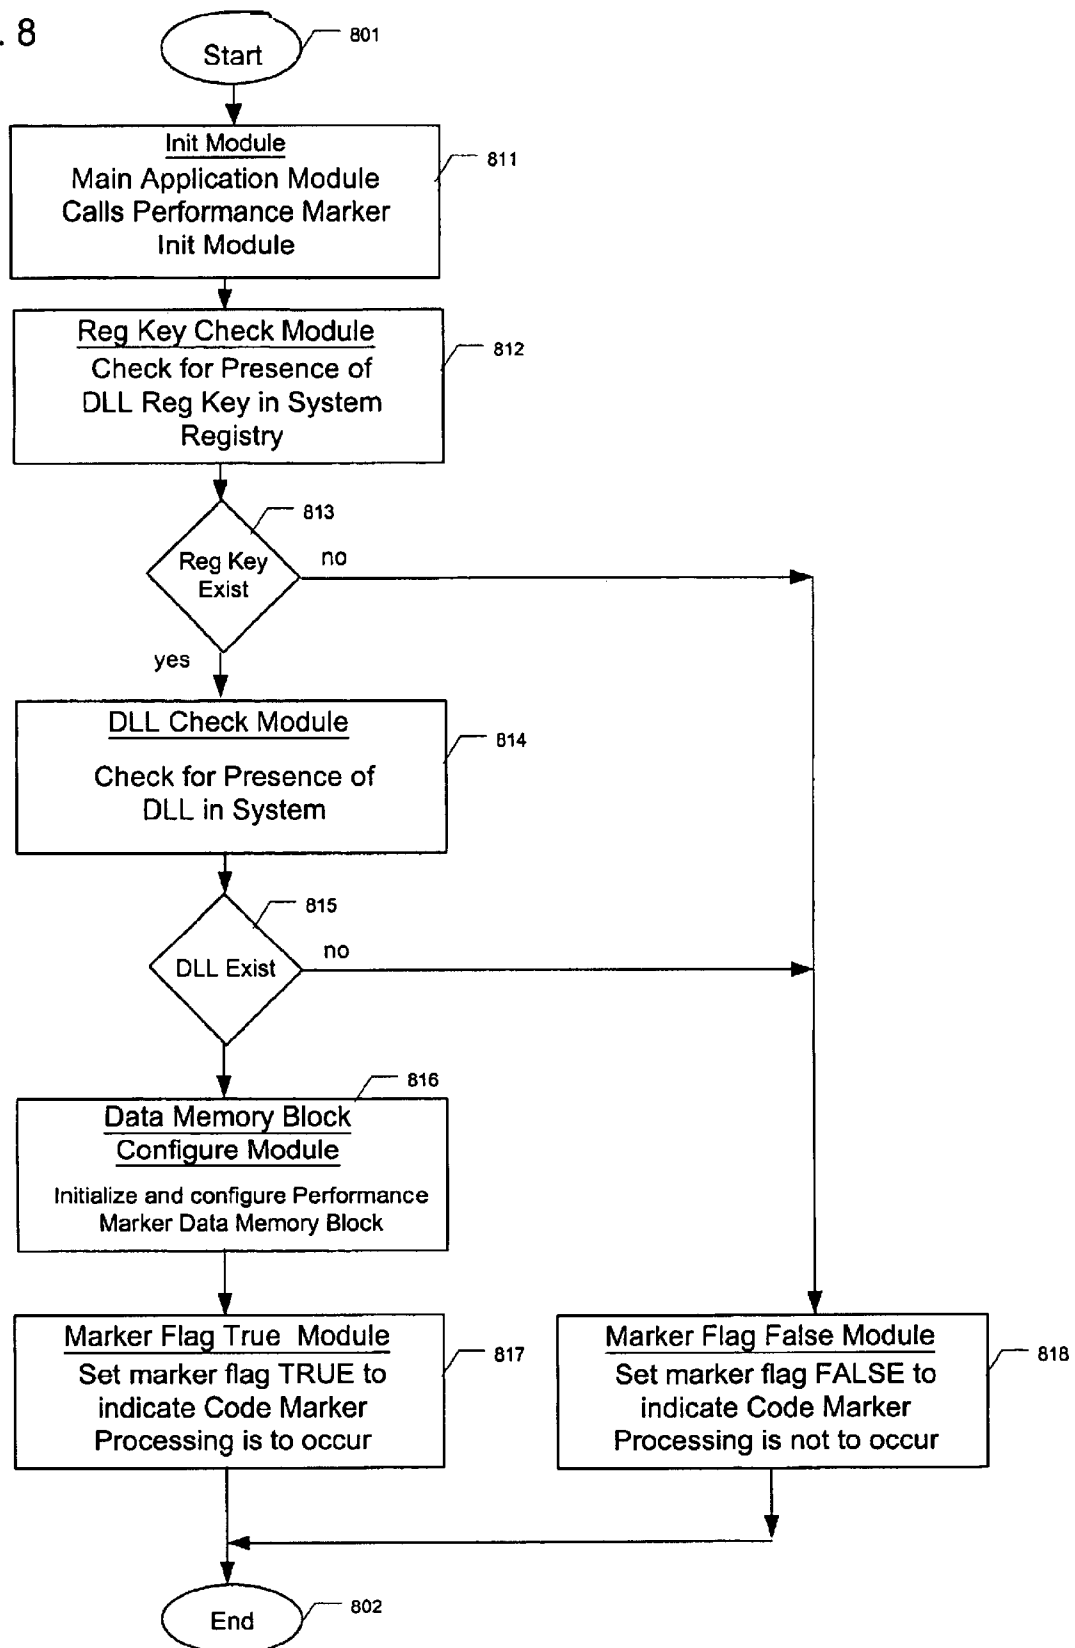 . 8
Start
801
Init Module
Main Application Module
Calls Performance Marker
Init Module
811
Reg Key Check Module
Check for Presence of
DLL Reg Key in System
Registry
812
813
Reg Key
Exist
no
yes
DLL Check Module
Check for Presence of
DLL in System
814
815
DLL Exist
no
816
Data Memory Block
Configure Module
Initialize and configure Performance
Marker Data Memory Block
Marker Flag True Module
Set marker flag TRUE to
indicate Code Marker
Processing is to occur
817
Marker Flag False Module
Set marker flag FALSE to
indicate Code Marker
Processing is not to occur
818
End
802